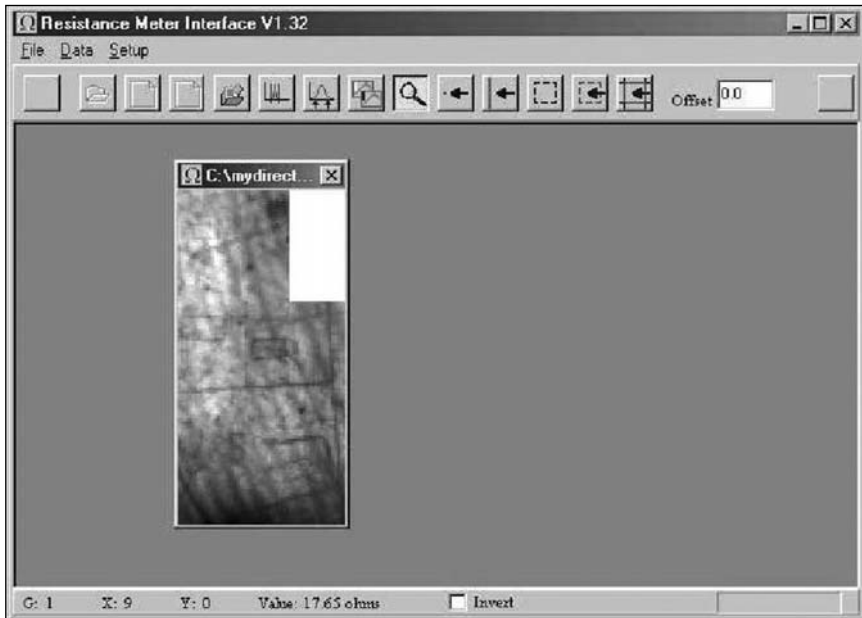 Ω Resistance Meter Interface V1.32
File Data Setup
Offset 0.0
Ω C:\mydirect...
G: 1 X: 9 Y: 0 Value: 17.65 ohms Invert